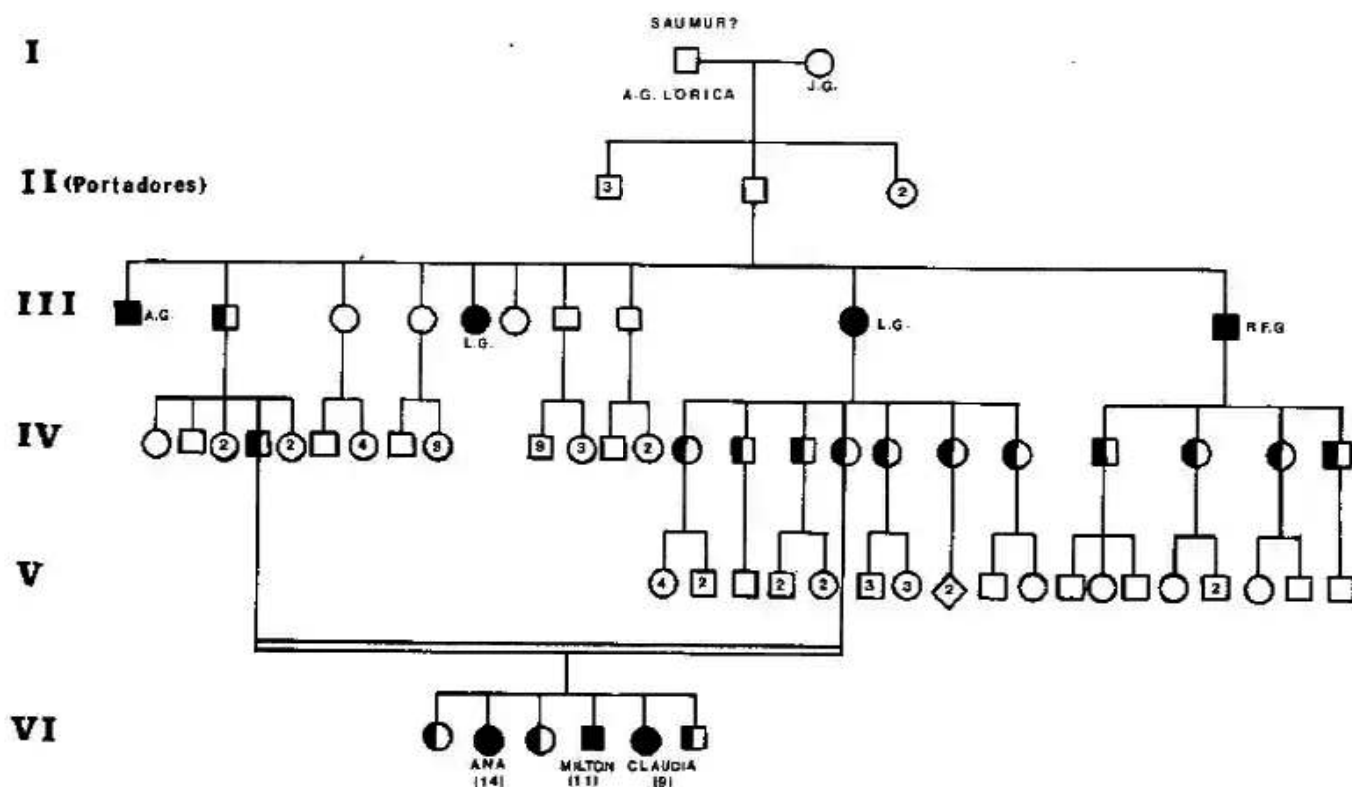 SAUMUR?
I
A.G. LORICA
J.G.
II (Portadores)
3
2
III
A.G.
L.G.
L.G.
R.F.G
IV
2
2
4
8
9
3
2
V
4
2
2
2
3
3
2
2
VI
ANA
(14)
MILTON
(11)
CLAUDIA
(9)